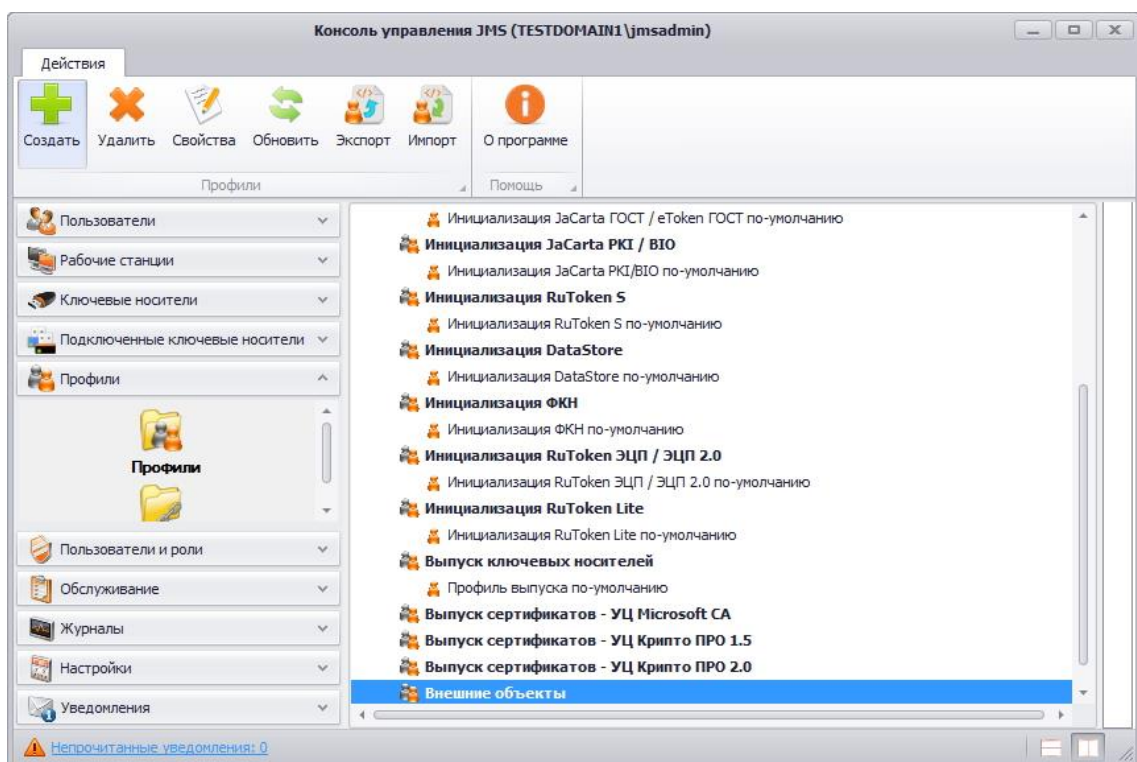 Консоль управления JMS (TESTDOMAIN1\jmsadmin)
Действия
Создать Удалить Свойства Обновить Экспорт Импорт О программе
Профили Помощь
Пользователи
Рабочие станции
Ключевые носители
Подключенные ключевые носители
Профили
Профили
Пользователи и роли
Обслуживание
Журналы
Настройки
Уведомления
Инициализация JaCarta ГОСТ / eToken ГОСТ по-умолчанию
Инициализация JaCarta PKI / BIO
Инициализация JaCarta PKI/BIO по-умолчанию
Инициализация RuToken S
Инициализация RuToken S по-умолчанию
Инициализация DataStore
Инициализация DataStore по-умолчанию
Инициализация ФКН
Инициализация ФКН по-умолчанию
Инициализация RuToken ЭЦП / ЭЦП 2.0
Инициализация RuToken ЭЦП / ЭЦП 2.0 по-умолчанию
Инициализация RuToken Lite
Инициализация RuToken Lite по-умолчанию
Выпуск ключевых носителей
Профиль выпуска по-умолчанию
Выпуск сертификатов - УЦ Microsoft CA
Выпуск сертификатов - УЦ Крипто ПРО 1.5
Выпуск сертификатов - УЦ Крипто ПРО 2.0
Внешние объекты
Непрочитанные уведомления: 0